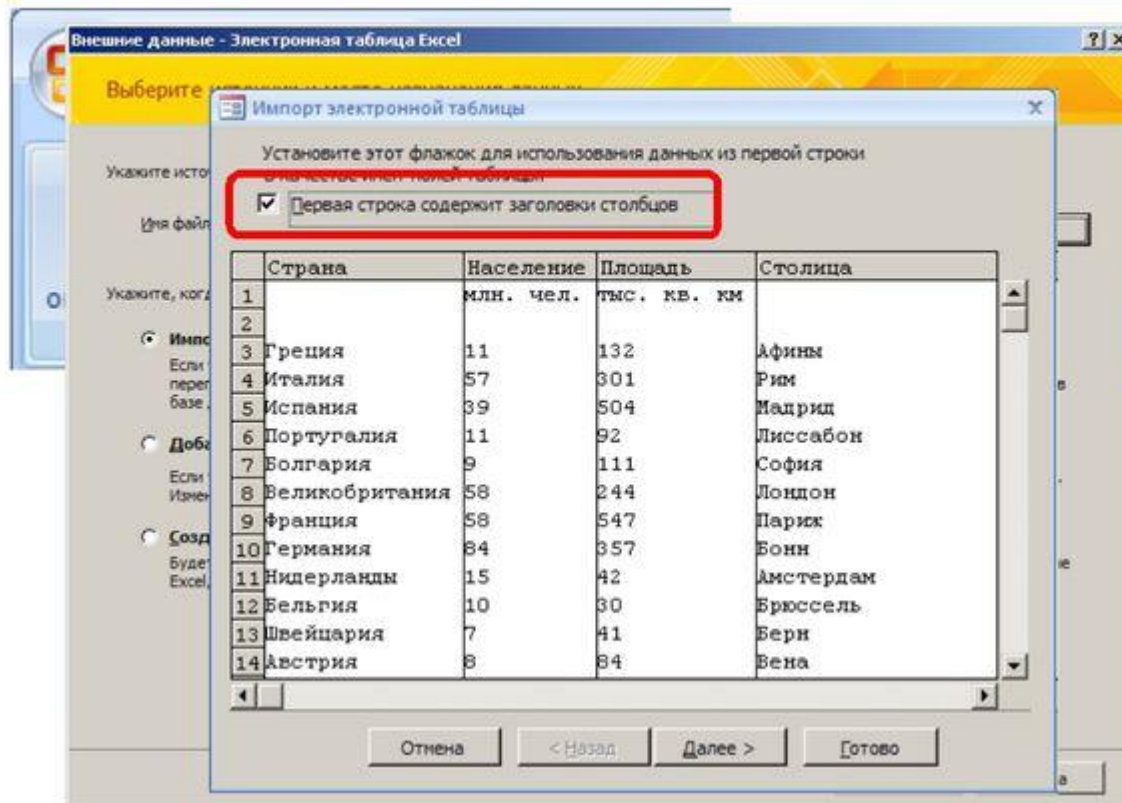 Внешние данные - Электронная таблица Excel
Выберите
Импорт электронной таблицы
Установите этот флажок для использования данных из первой строки
Укажите
Первая строка содержит заголовки столбцов
Имя файл
Страна Население Площадь Столица
Укажите, ког
1 млн. чел. тыс. кв. км
2
3 Греция 11 132 Афины
4 Италия 57 301 Рим
5 Испания 39 504 Мадрид
6 Португалия 11 92 Лиссабон
7 Болгария 9 111 София
8 Великобритания 58 244 Лондон
9 Франция 58 547 Париж
10 Германия 84 357 Бонн
11 Нидерланды 15 42 Амстердам
12 Бельгия 10 30 Брюссель
13 Швейцария 7 41 Берн
14 Австрия 8 84 Вена
Импо
Если
перег
базе
Доба
Если
Измен
Созд
Будет
Excel,
Отмена < Назад Далее > Готово